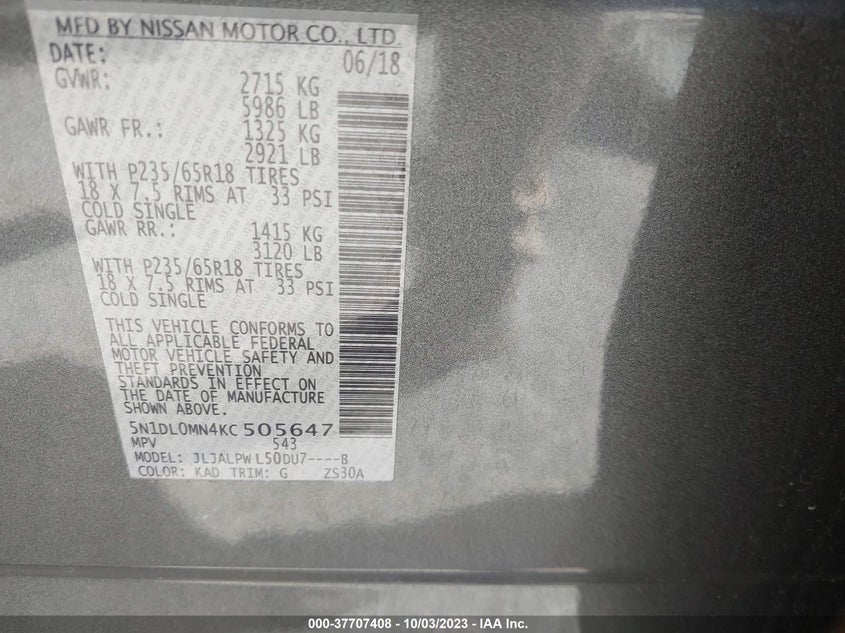 MFD BY NISSAN MOTOR CO., LTD.
DATE: 06/18
GVWR: 2715 KG
5986 LB
GAWR FR.: 1325 KG
2921 LB
WITH P235/65R18 TIRES
18 X 7.5 RIMS AT 33 PSI
COLD SINGLE
GAWR RR.: 1415 KG
3120 LB
WITH P235/65R18 TIRES
18 X 7.5 RIMS AT 33 PSI
COLD SINGLE
THIS VEHICLE CONFORMS TO
ALL APPLICABLE FEDERAL
MOTOR VEHICLE SAFETY AND
THEFT PREVENTION
STANDARDS IN EFFECT ON
THE DATE OF MANUFACTURE
SHOWN ABOVE.
5N1DL0MN4KC505647
MPV 543
MODEL: JLJALPW L50DU7----B
COLOR: KAD TRIM: G ZS30A
000-37707408 - 10/03/2023 - IAA Inc.